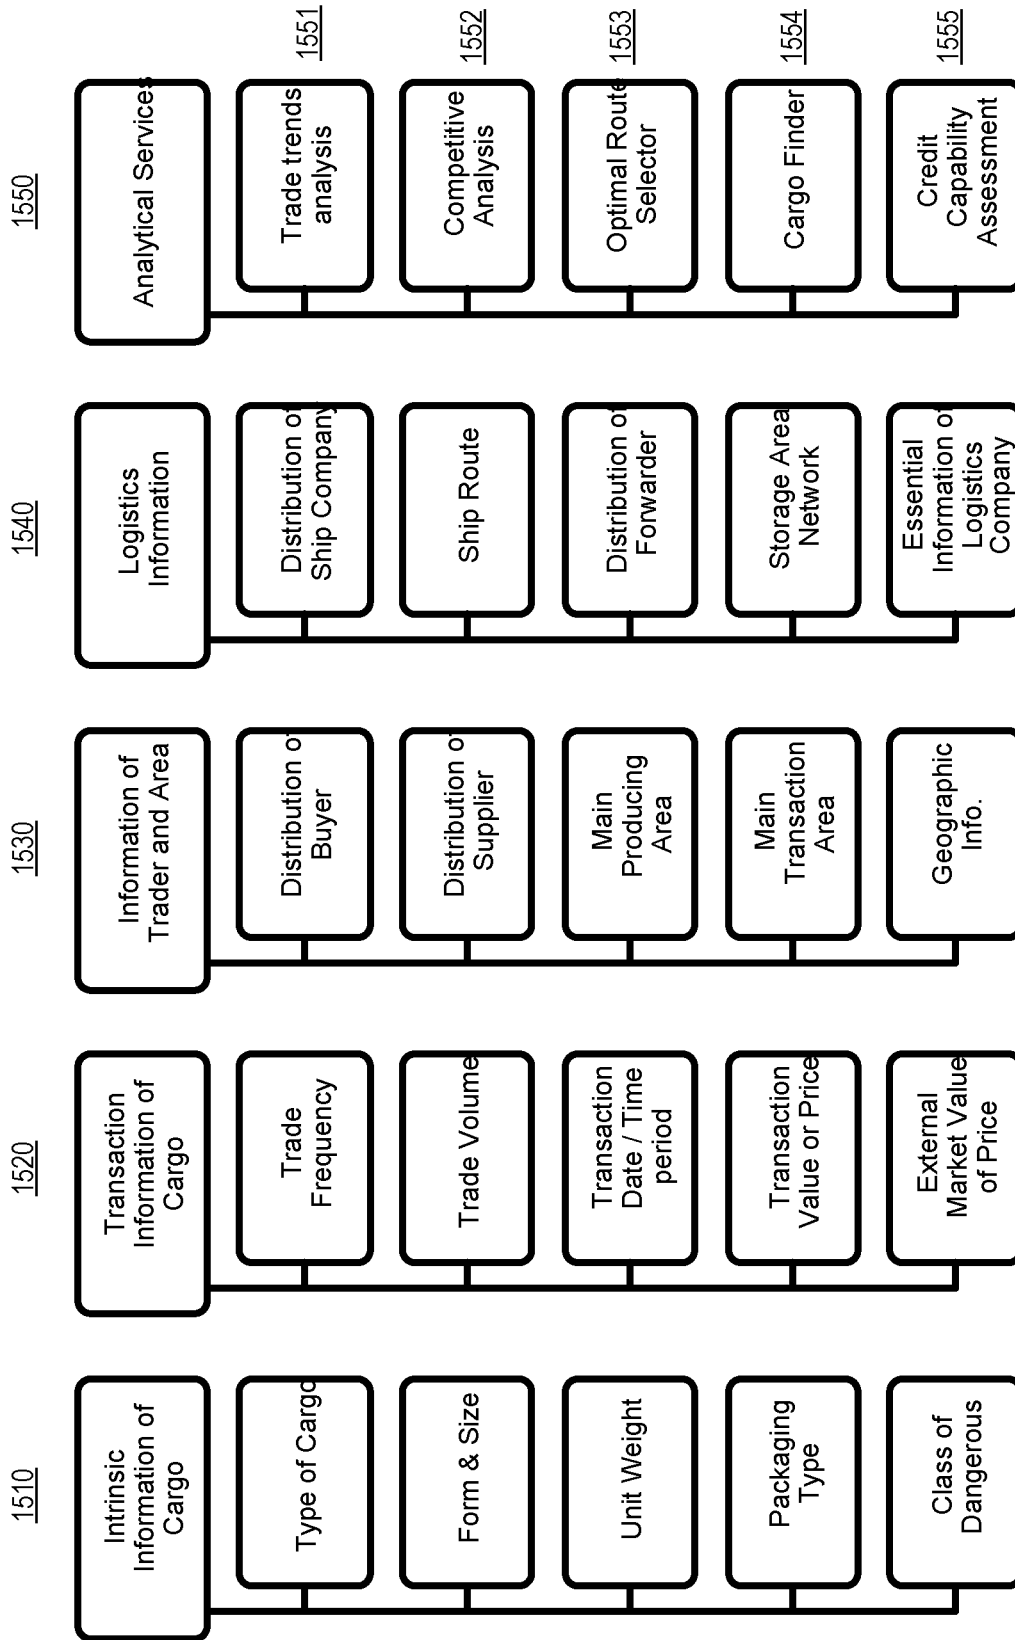 1510
Intrinsic
Information of
Cargo
Type of Cargo
Form & Size
Unit Weight
Packaging
Type
Class of
Dangerous
1520
Transaction
Information of
Cargo
Trade
Frequency
Trade Volume
Transaction
Date / Time
period
Transaction
Value or Price
External
Market Value
of Price
1530
Information of
Trader and Area
Distribution of
Buyer
Distribution of
Supplier
Main
Producing
Area
Main
Transaction
Area
Geographic
Info.
1540
Logistics
Information
Distribution of
Ship Company
Ship Route
Distribution of
Forwarder
Storage Area
Network
Essential
Information of
Logistics
Company
1550
Analytical Services
Trade trends
analysis
1551
Competitive
Analysis
1552
Optimal Route
Selector
1553
Cargo Finder
1554
Credit
Capability
Assessment
1555